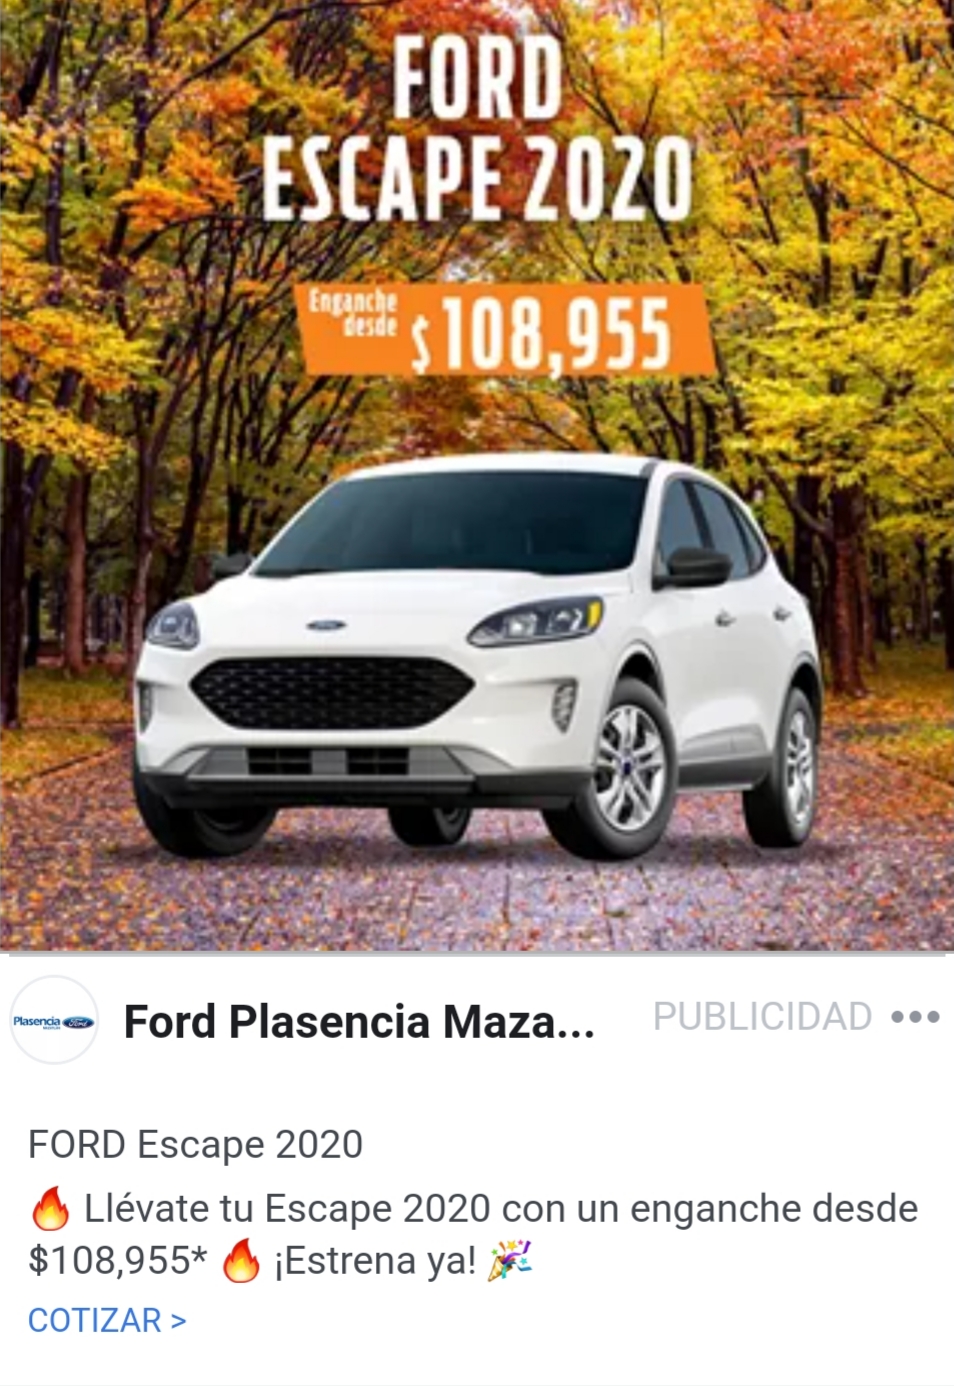 FORD
ESCAPE 2020
Enganche
desde
$108,955
Plasencia Ford
Ford Plasencia Maza...
PUBLICIDAD
FORD Escape 2020
🔥 Llévate tu Escape 2020 con un enganche desde
$108,955* 🔥 ¡Estrena ya! 🎉
COTIZAR >